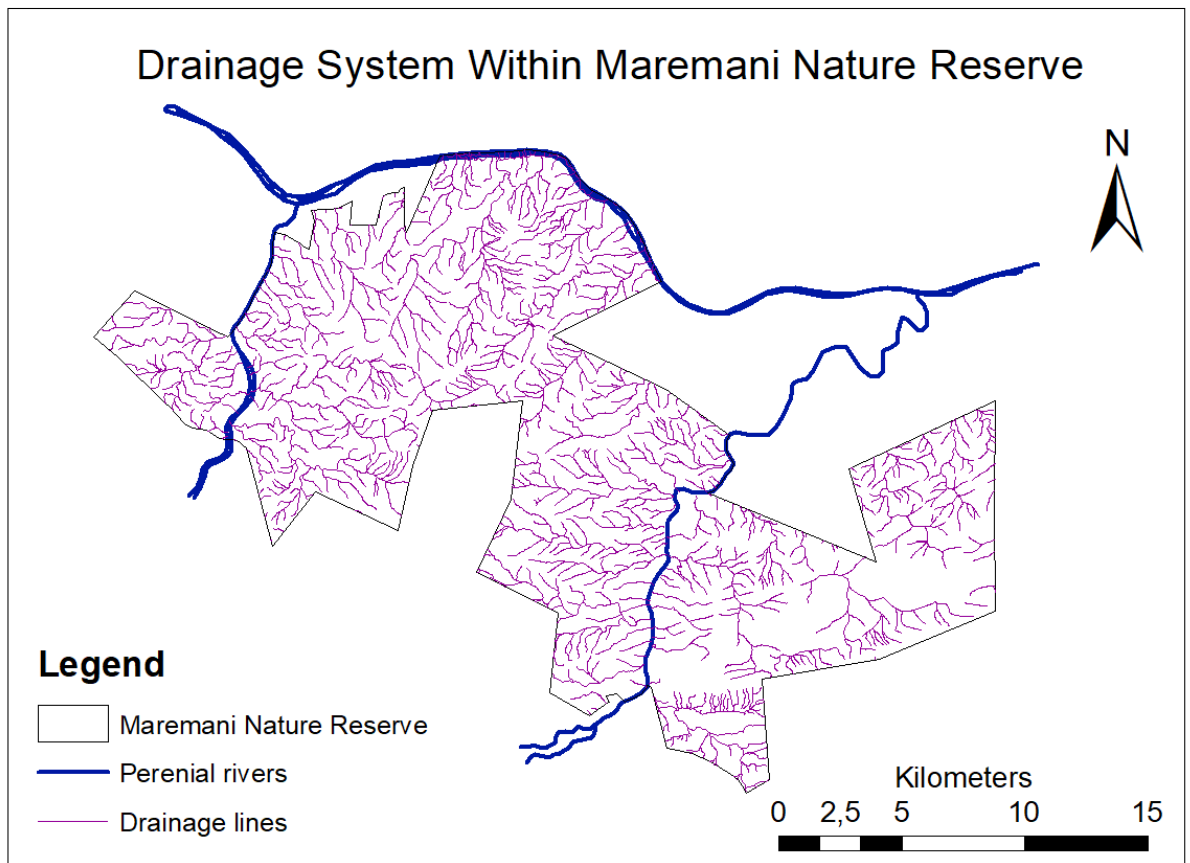 Drainage System Within Maremani Nature Reserve
N
Legend
Maremani Nature Reserve
Perenial rivers
Drainage lines
Kilometers
0 2,5 5 10 15